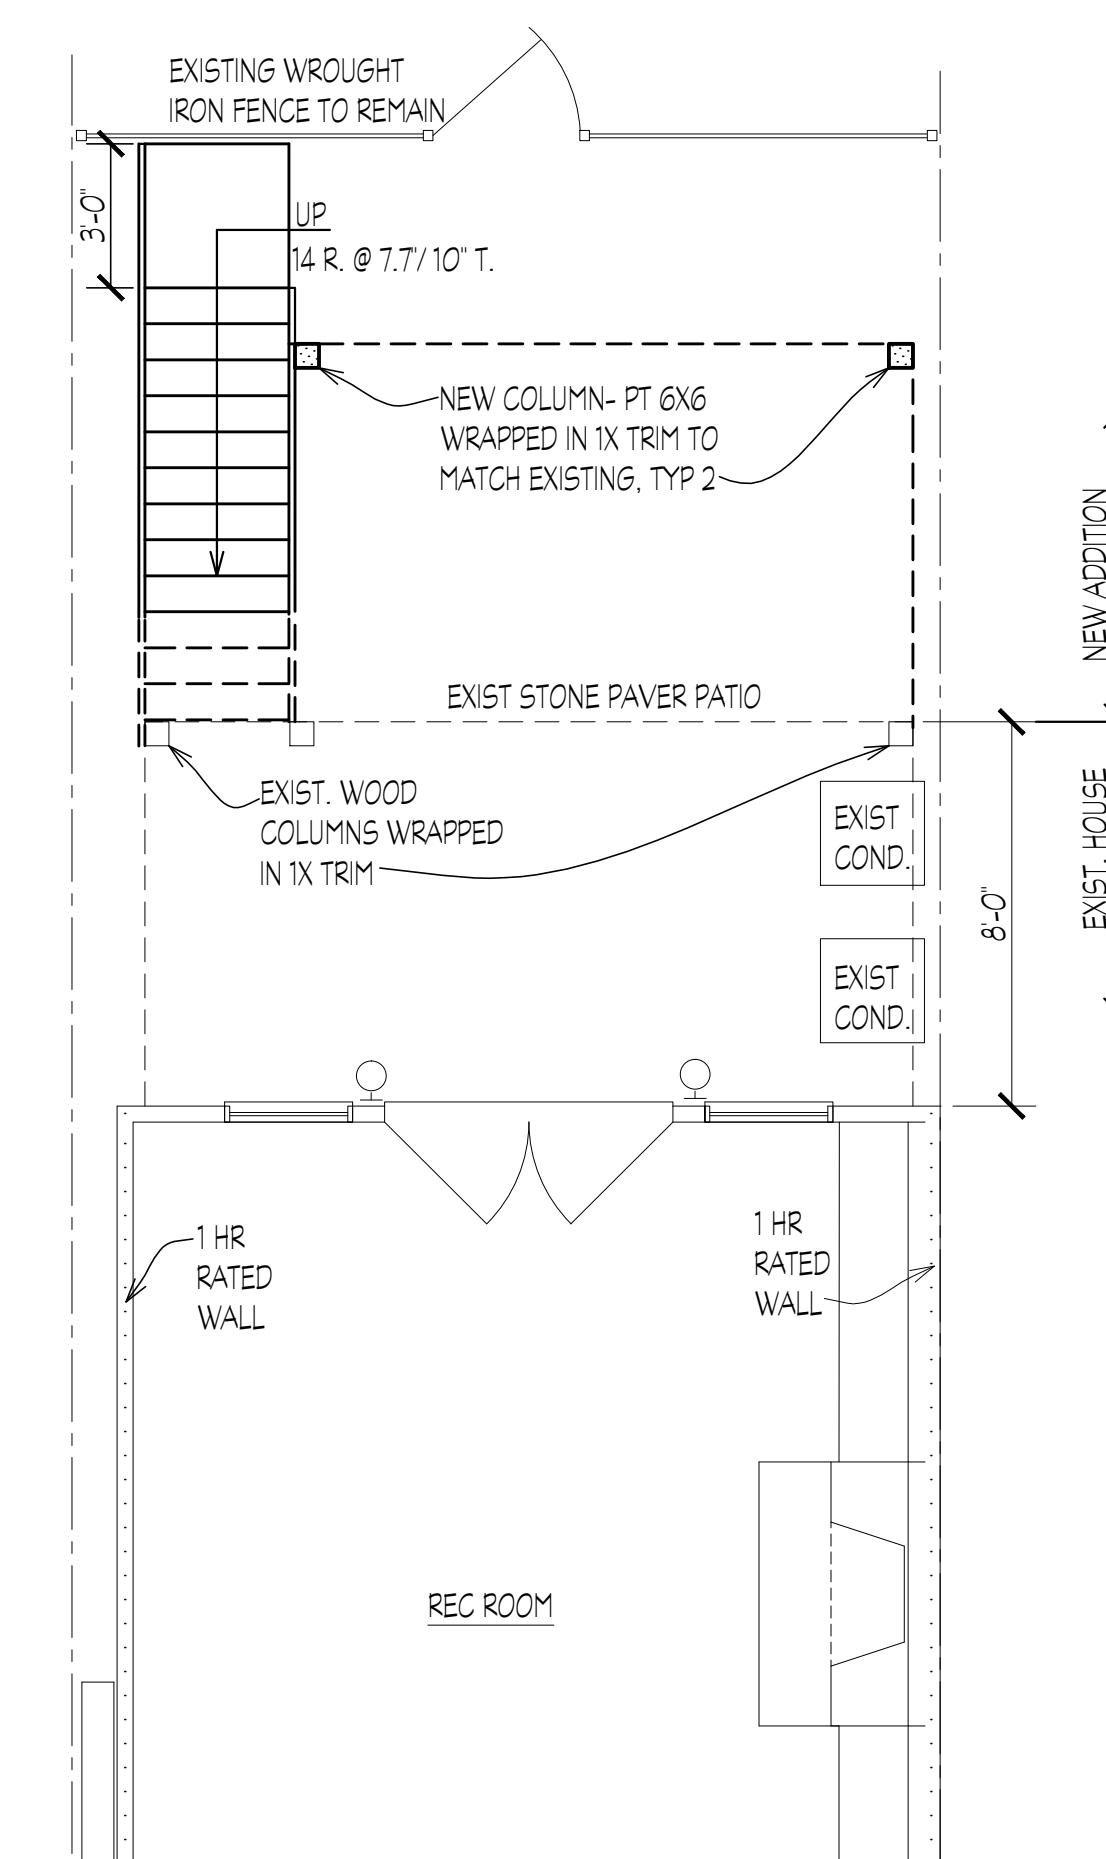 EXISTING WROUGHT
IRON FENCE TO REMAIN
3'-0"
UP
14 R. @ 7.7"/ 10" T.
NEW COLUMN- PT 6X6
WRAPPED IN 1X TRIM TO
MATCH EXISTING, TYP 2
NEW ADDITION
EXIST STONE PAVER PATIO
EXIST. WOOD
COLUMNS WRAPPED
IN 1X TRIM
EXIST
COND.
EXIST. HOUSE
8'-0"
EXIST
COND.
1 HR
RATED
WALL
1 HR
RATED
WALL
REC ROOM